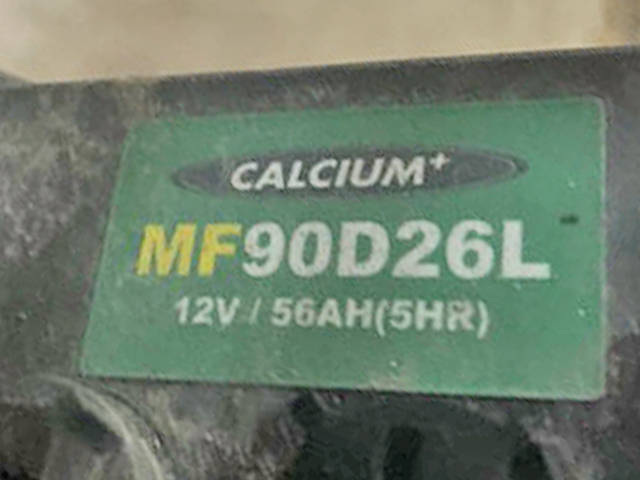 CALCIUM+
MF90D26L
12V / 56AH(5HR)